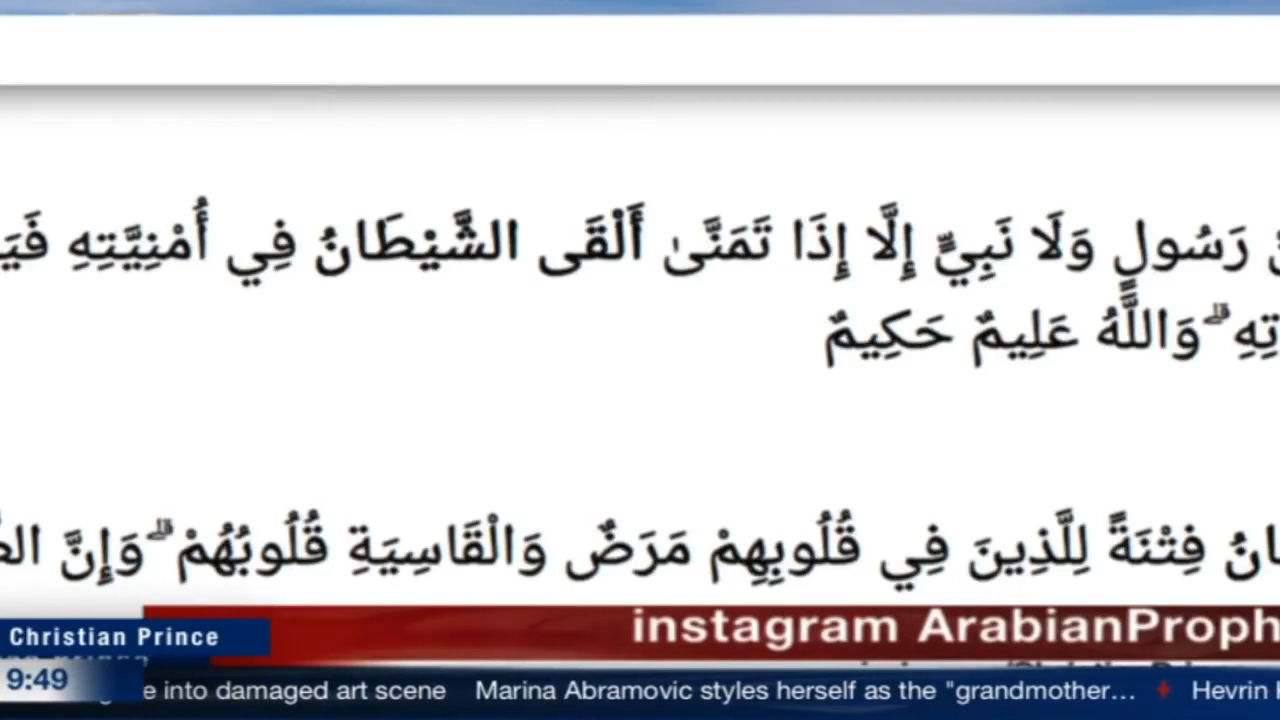 رَسُولٍ وَلَا نَبِيٍّ إِلَّا إِذَا تَمَنَّىٰ أَلْقَى الشَّيْطَانُ فِي أُمْنِيَّتِهِ
وَاللَّهُ عَلِيمٌ حَكِيمٌ
فِتْنَةً لِلَّذِينَ فِي قُلُوبِهِمْ مَرَضٌ وَالْقَاسِيَةِ قُلُوبُهُمْ ۗ وَإِنَّ
instagram ArabianProph
Christian Prince
9:49
e into damaged art scene Marina Abramovic styles herself as the "grandmother... Hevrin